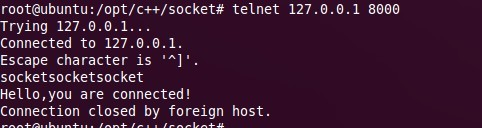 root@ubuntu:/opt/c++/socket# telnet 127.0.0.1 8000
Trying 127.0.0.1...
Connected to 127.0.0.1.
Escape character is '^]'.
socketsocketsocket
Hello,you are connected!
Connection closed by foreign host.
root@ubuntu:/opt/c++/socket#